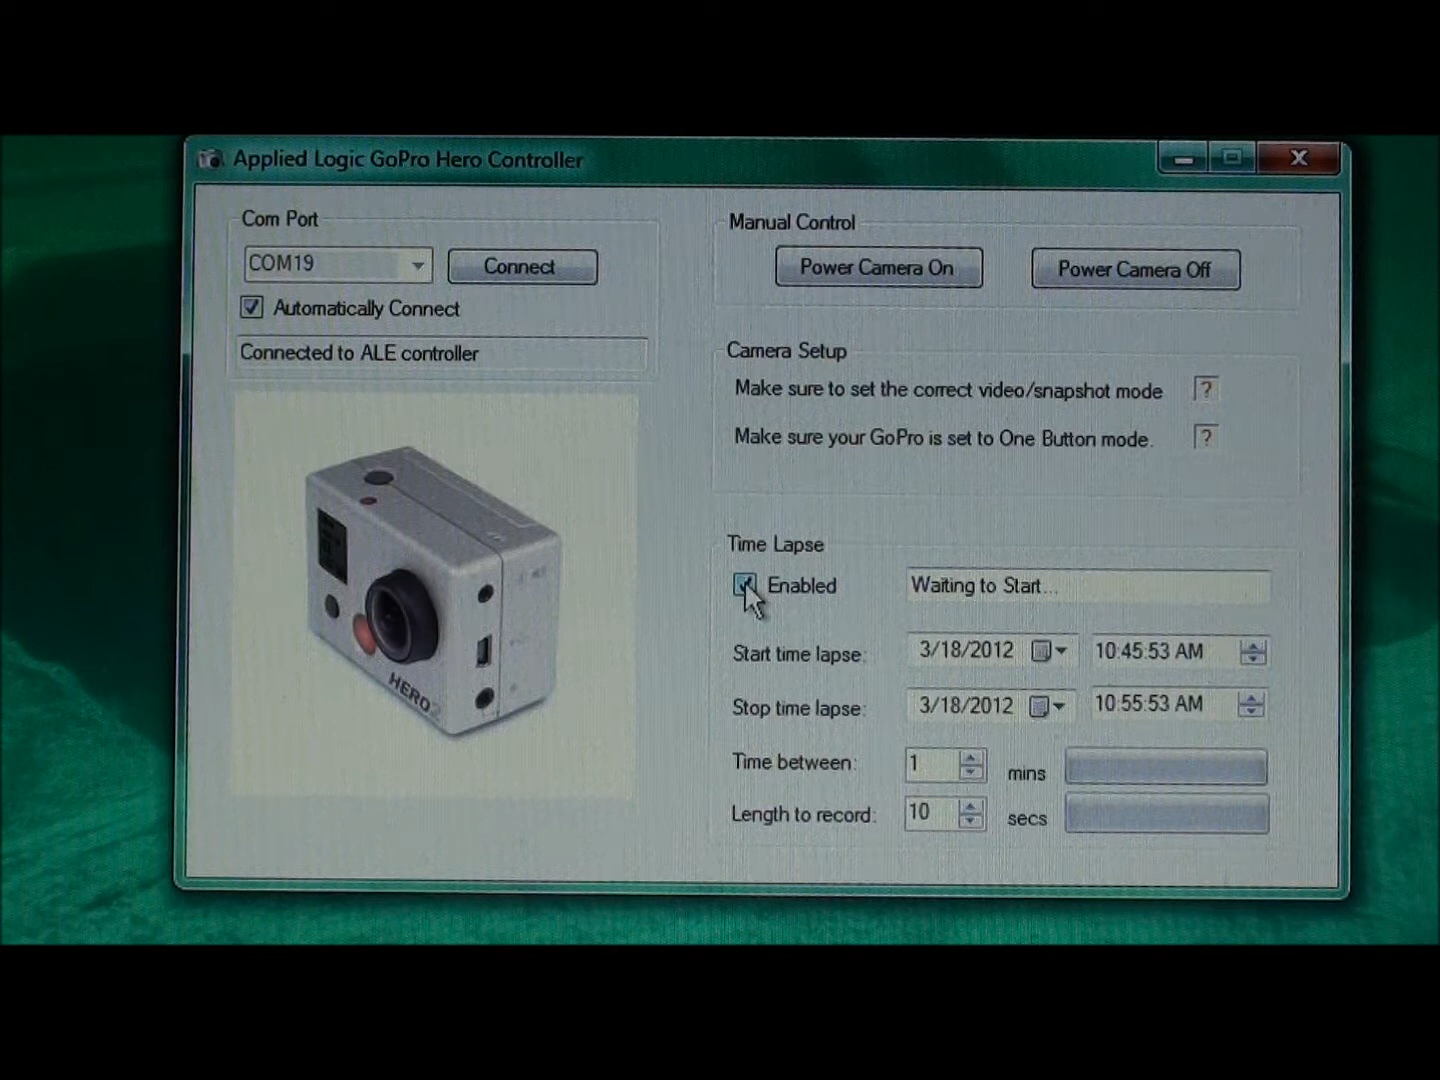 Applied Logic GoPro Hero Controller
Com Port
COM19
Connect
Automatically Connect
Connected to ALE controller
HERO2
Manual Control
Power Camera On
Power Camera Off
Camera Setup
Make sure to set the correct video/snapshot mode ?
Make sure your GoPro is set to One Button mode. ?
Time Lapse
Enabled
Waiting to Start...
Start time lapse: 3/18/2012 10:45:53 AM
Stop time lapse: 3/18/2012 10:55:53 AM
Time between: 1 mins
Length to record: 10 secs